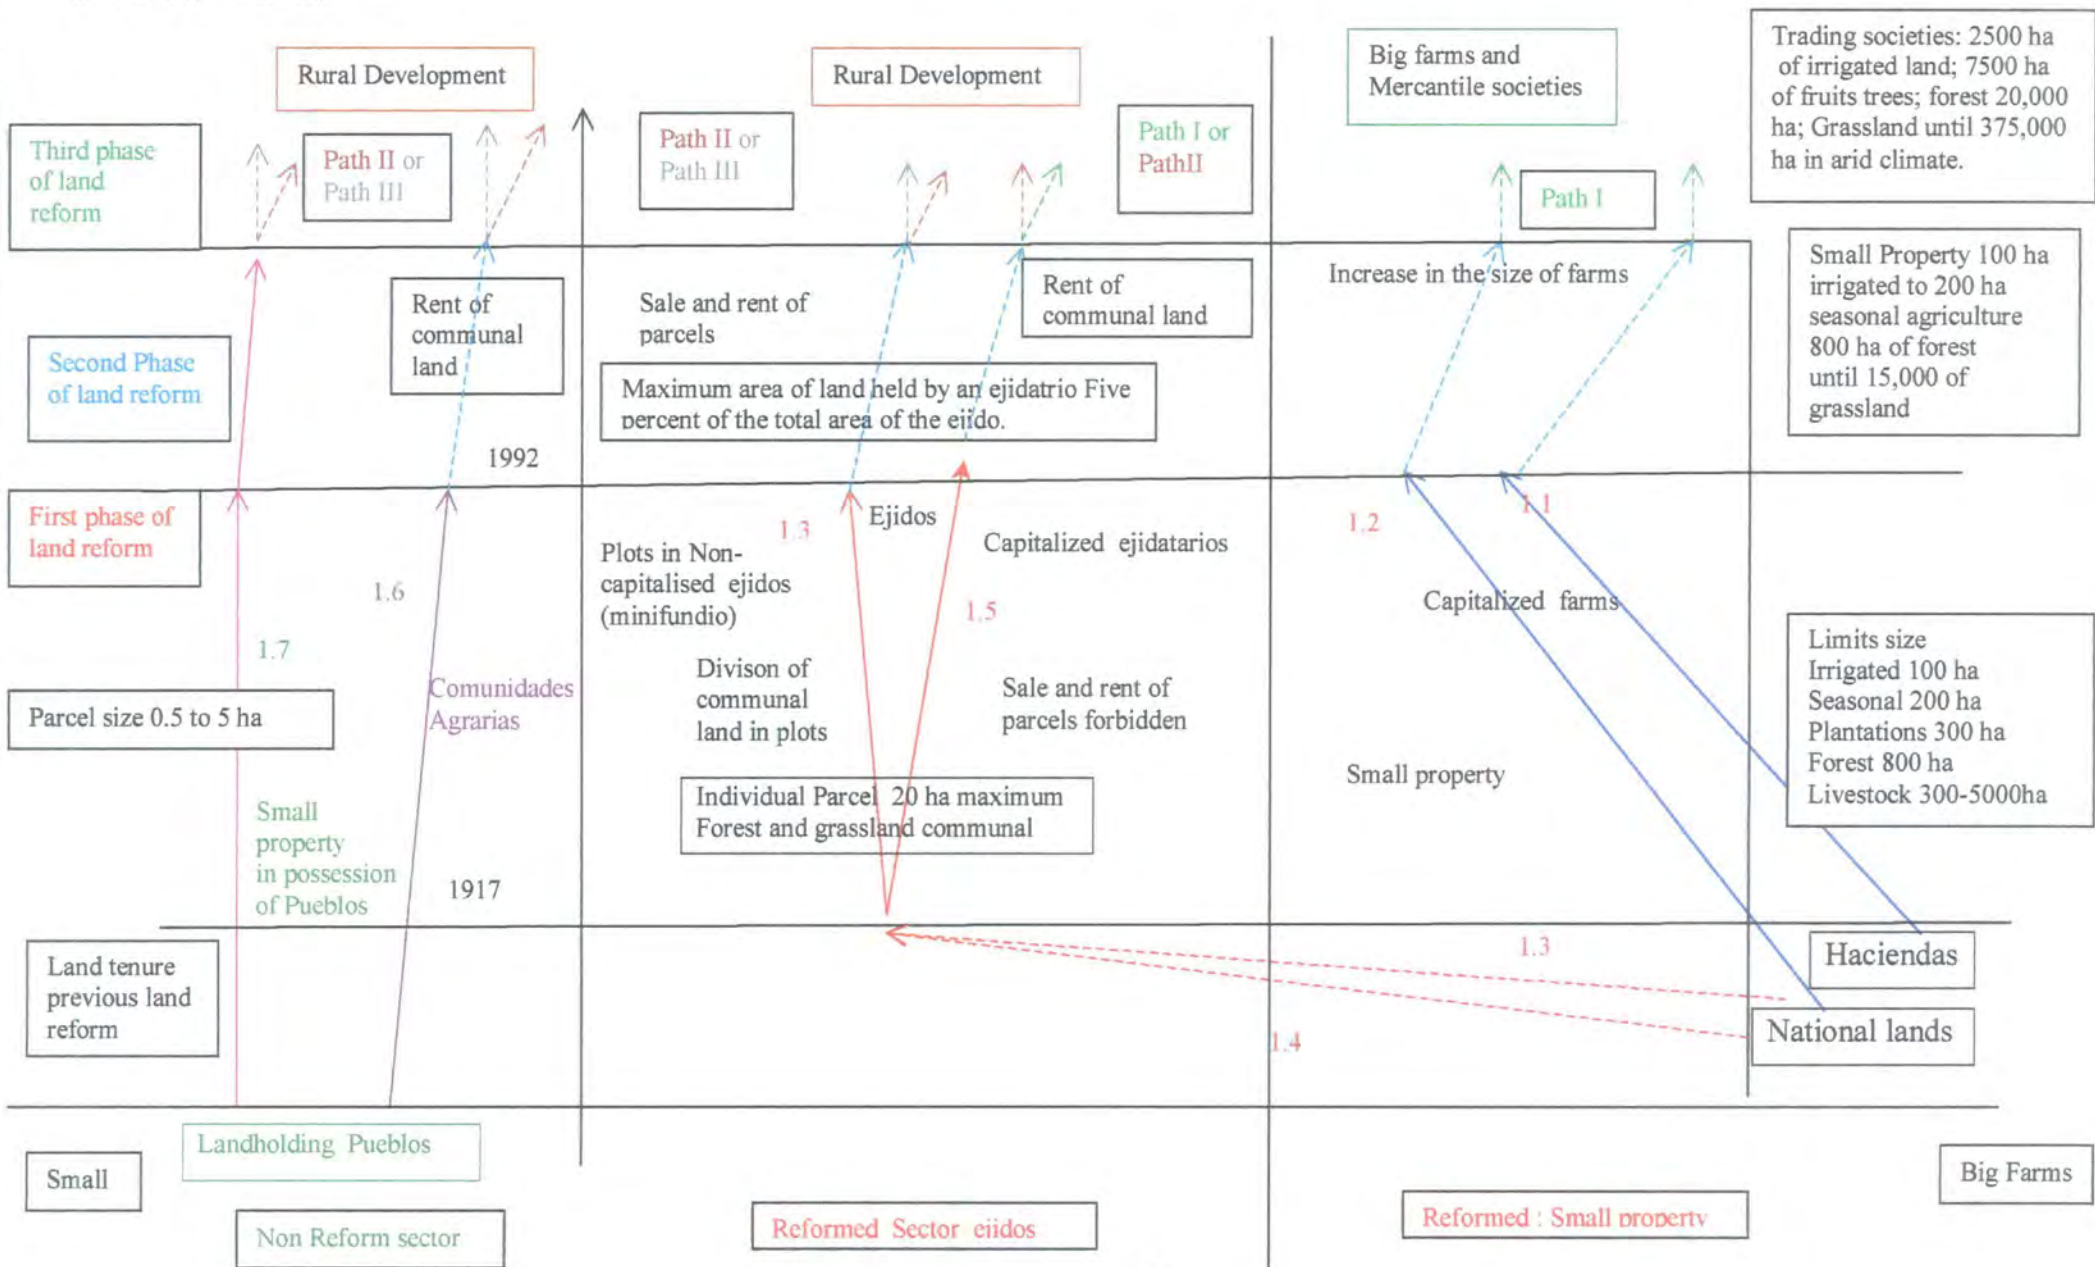 Rural Development
Rural Development
Big farms and
Mercantile societies
Trading societies: 2500 ha
of irrigated land; 7500 ha
of fruits trees; forest 20,000
ha; Grassland until 375,000
ha in arid climate.
Third phase
of land
reform
Path II or
Path III
Path II or
Path III
Path I or
PathII
Path I
Rent of
communal
land
Sale and rent of
parcels
Rent of
communal land
Increase in the size of farms
Small Property 100 ha
irrigated to 200 ha
seasonal agriculture
800 ha of forest
until 15,000 of
grassland
Second Phase
of land reform
Maximum area of land held by an ejidatrio Five
percent of the total area of the ejido.
1992
First phase of
land reform
1.6
1.7
Plots in Non-
capitalised ejidos
(minifundio)
1.3
Ejidos
Capitalized ejidatarios
1.5
1.2
1.1
Capitalized farms
Parcel size 0.5 to 5 ha
Comunidades
Agrarias
Divison of
communal
land in plots
Sale and rent of
parcels forbidden
Small property
Limits size
Irrigated 100 ha
Seasonal 200 ha
Plantations 300 ha
Forest 800 ha
Livestock 300-5000ha
Small
property
in possession
of Pueblos
1917
Individual Parcel 20 ha maximum
Forest and grassland communal
Land tenure
previous land
reform
1.3
1.4
Haciendas
National lands
Small
Landholding Pueblos
Non Reform sector
Reformed Sector ejidos
Reformed : Small property
Big Farms